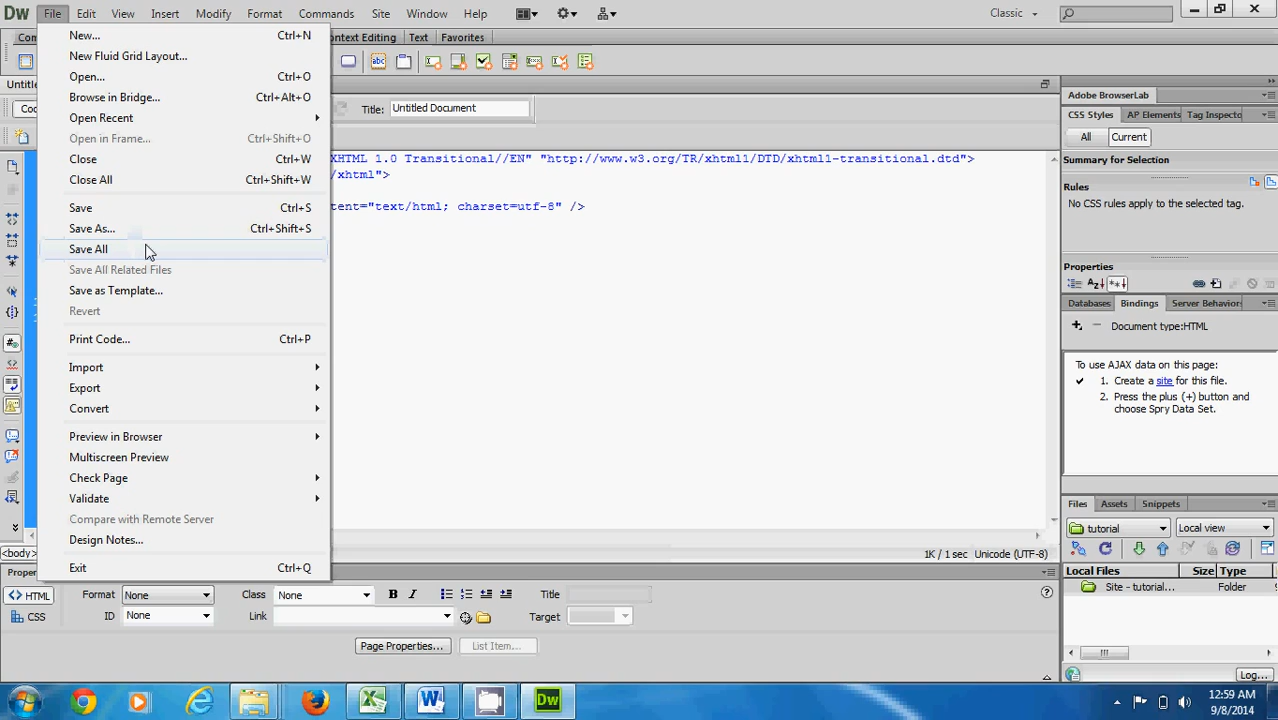 Dw File Edit View Insert Modify Format Commands Site Window Help Classic
New... Ctrl+N
New Fluid Grid Layout...
Open... Ctrl+O
Browse in Bridge... Ctrl+Alt+O
Open Recent
Open in Frame... Ctrl+Shift+O
Close Ctrl+W
Close All Ctrl+Shift+W
Save Ctrl+S
Save As... Ctrl+Shift+S
Save All
Save All Related Files
Save as Template...
Revert
Print Code... Ctrl+P
Import
Export
Convert
Preview in Browser
Multiscreen Preview
Check Page
Validate
Compare with Remote Server
Design Notes...
Exit Ctrl+Q
Context Editing Text Favorites
abc
Title: Untitled Document
XHTML 1.0 Transitional//EN" "http://www.w3.org/TR/xhtml1/DTD/xhtml1-transitional.dtd">
/xhtml">
tent="text/html; charset=utf-8" />
<body>
1K / 1 sec Unicode (UTF-8)
HTML Format None Class None B I Title
CSS ID None Link Target
Page Properties... List Item...
Adobe BrowserLab
CSS Styles AP Elements Tag Inspecto
All Current
Summary for Selection
Rules
No CSS rules apply to the selected tag.
Properties
Databases Bindings Server Behaviors
Document type:HTML
To use AJAX data on this page:
1. Create a site for this file.
2. Press the plus (+) button and
choose Spry Data Set.
Files Assets Snippets
tutorial Local view
Local Files Size Type
Site - tutorial... Folder
Log...
Dw
12:59 AM
9/8/2014